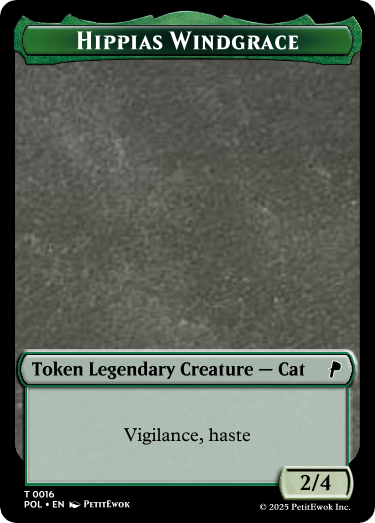 Hippias Windgrace
Token Legendary Creature — Cat
Vigilance, haste
2/4
T 0016
POL • EN PetitEwok
© 2025 PetitEwok Inc.